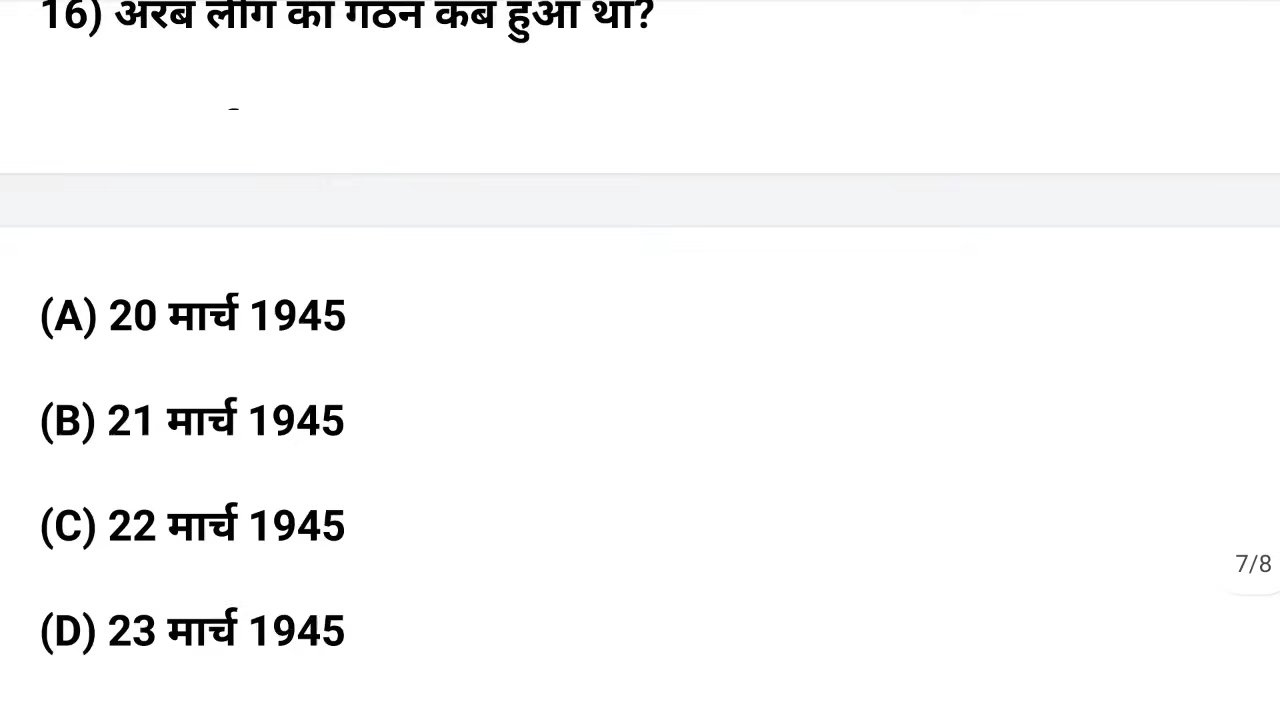 16) अरब लीग का गठन कब हुआ था?
(A) 20 मार्च 1945
(B) 21 मार्च 1945
(C) 22 मार्च 1945
7/8
(D) 23 मार्च 1945